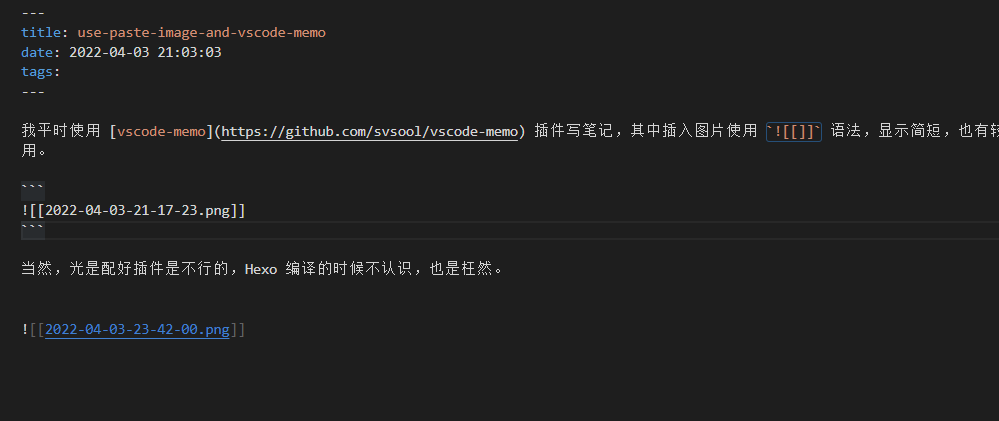 ---
title: use-paste-image-and-vscode-memo
date: 2022-04-03 21:03:03
tags:
---
我平时使用 [vscode-memo](https://github.com/svsool/vscode-memo) 插件写笔记，其中插入图片使用 `![[]]` 语法，显示简短，也有
用。
```
![[2022-04-03-21-17-23.png]]
```
当然，光是配好插件是不行的，Hexo 编译的时候不认识，也是枉然。
![[2022-04-03-23-42-00.png]]